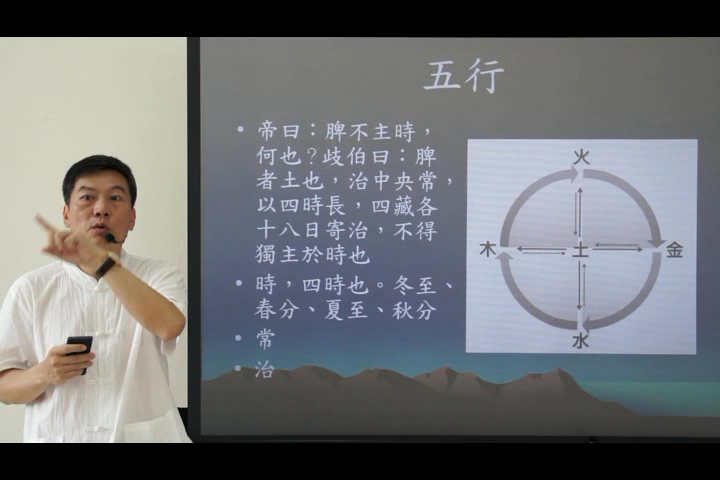 五行
• 帝曰：脾不主時，
何也？歧伯曰：脾
者土也，治中央常，
以四時長，四藏各
十八日寄治，不得
獨主於時也
• 時，四時也。冬至、
春分、夏至、秋分
• 常
• 治
火
木 土 金
水